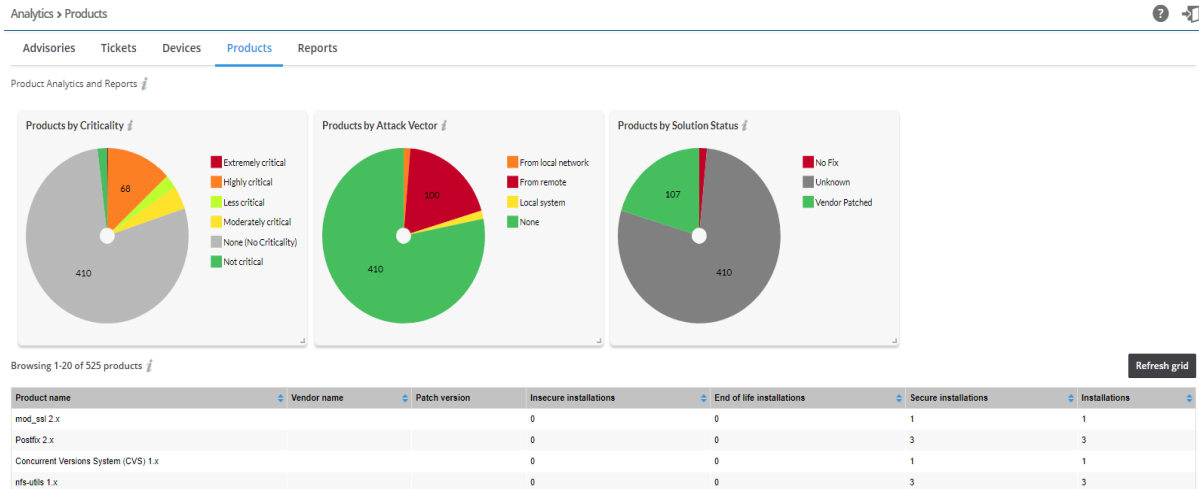 Analytics > Products
?
Advisories Tickets Devices Products Reports
Product Analytics and Reports i
Products by Criticality i
68
410
Extremely critical
Highly critical
Less critical
Moderately critical
None (No Criticality)
Not critical
Products by Attack Vector i
100
410
From local network
From remote
Local system
None
Products by Solution Status i
107
410
No Fix
Unknown
Vendor Patched
Browsing 1-20 of 525 products i
Refresh grid
Product name Vendor name Patch version Insecure installations End of life installations Secure installations Installations
mod_ssl 2.x 0 0 1 1
Postfix 2.x 0 0 3 3
Concurrent Versions System (CVS) 1.x 0 0 1 1
nfs-utils 1.x 0 0 3 3